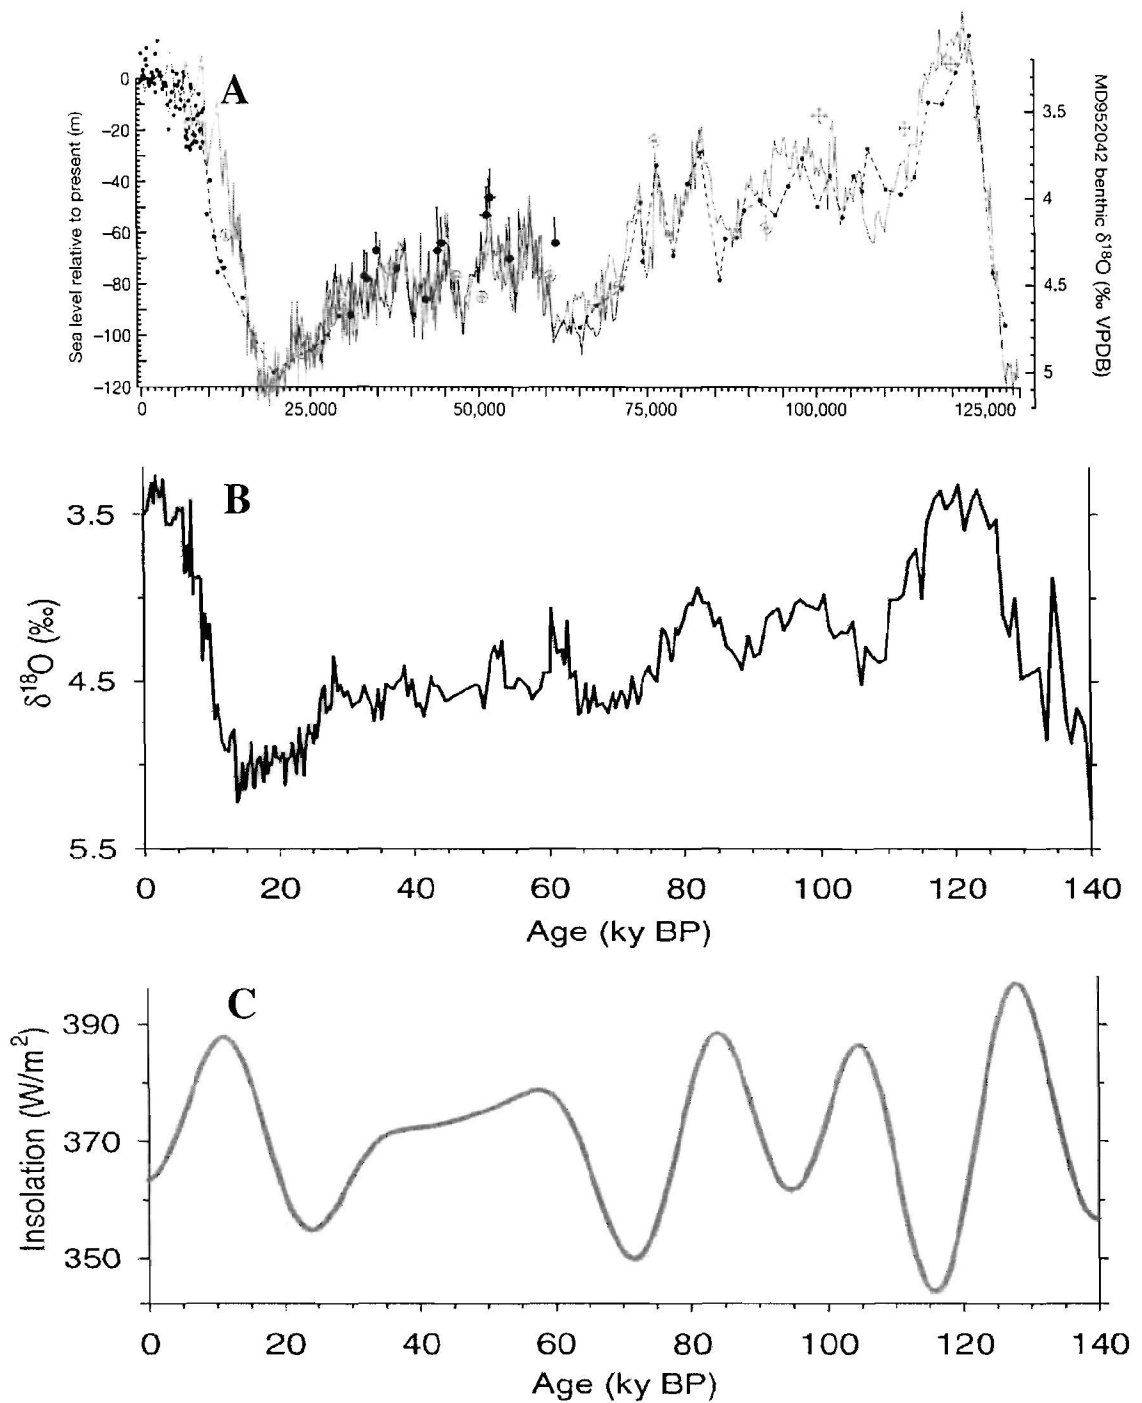 A
Sea level relative to present (m)
0
−20
−40
−60
−80
−100
−120
0
25,000
50,000
75,000
100,000
125,000
3.5
4
4.5
5
MD952042 benthic δ¹⁸O (‰ VPDB)
B
δ¹⁸O (‰)
3.5
4.5
5.5
0 20 40 60 80 100 120 140
Age (ky BP)
C
Insolation (W/m²)
390
370
350
0 20 40 60 80 100 120 140
Age (ky BP)